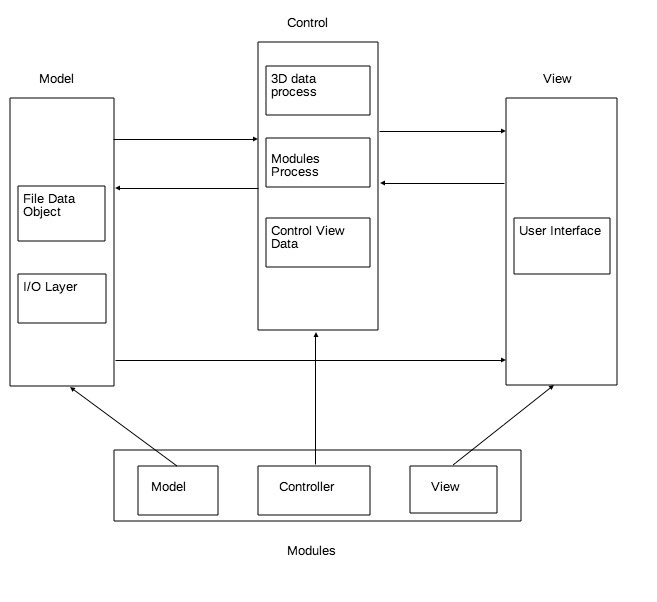 Control
Model
View
3D data
process
Modules
Process
File Data
Object
Control View
Data
User Interface
I/O Layer
Model
Controller
View
Modules